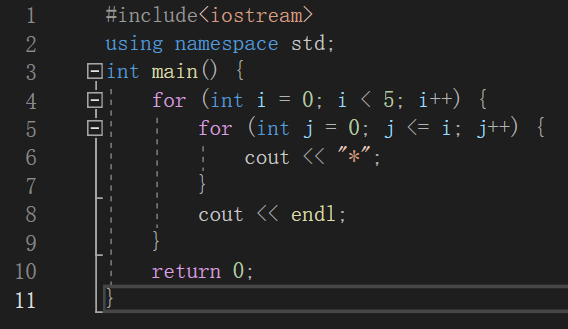 1 #include<iostream>
2 using namespace std;
3 int main() {
4 for (int i = 0; i < 5; i++) {
5 for (int j = 0; j <= i; j++) {
6 cout << "*";
7 }
8 cout << endl;
9 }
10 return 0;
11 }